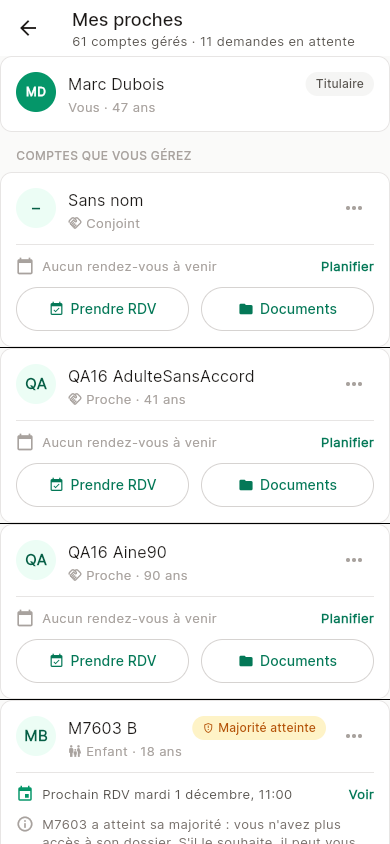 Mes proches
61 comptes gérés · 11 demandes en attente
MD
Marc Dubois
Titulaire
Vous · 47 ans
COMPTES QUE VOUS GÉREZ
–
Sans nom
Conjoint
Aucun rendez-vous à venir
Planifier
Prendre RDV
Documents
QA
QA16 AdulteSansAccord
Proche · 41 ans
Aucun rendez-vous à venir
Planifier
Prendre RDV
Documents
QA
QA16 Aine90
Proche · 90 ans
Aucun rendez-vous à venir
Planifier
Prendre RDV
Documents
MB
M7603 B
Majorité atteinte
Enfant · 18 ans
Prochain RDV mardi 1 décembre, 11:00
Voir
M7603 a atteint sa majorité : vous n'avez plus
accès à son dossier. S'il le souhaite, il peut vous